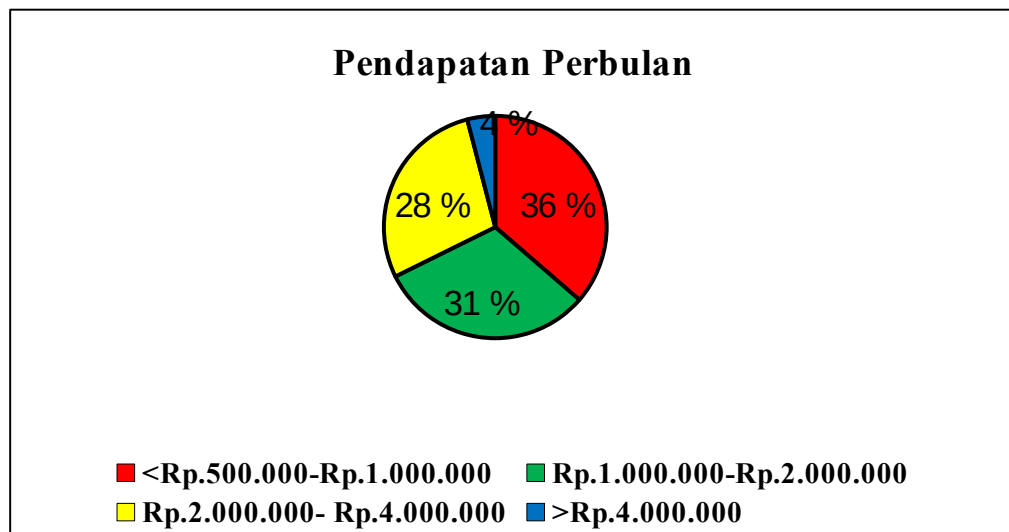 Pendapatan Perbulan
4 %
28 %
36 %
31 %
<Rp.500.000-Rp.1.000.000
Rp.1.000.000-Rp.2.000.000
Rp.2.000.000- Rp.4.000.000
>Rp.4.000.000